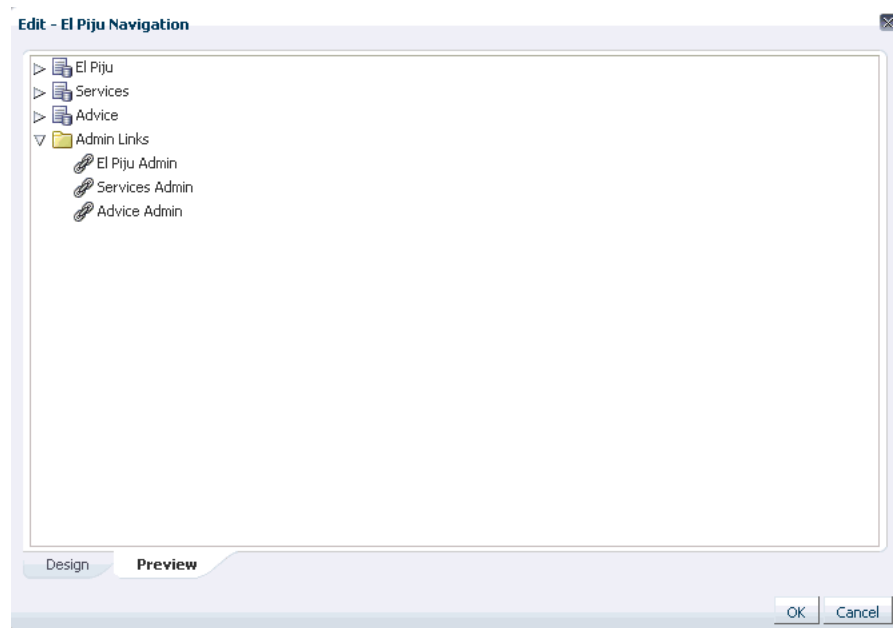 Edit - El Piju Navigation
El Piju
Services
Advice
Admin Links
El Piju Admin
Services Admin
Advice Admin
Design Preview
OK Cancel